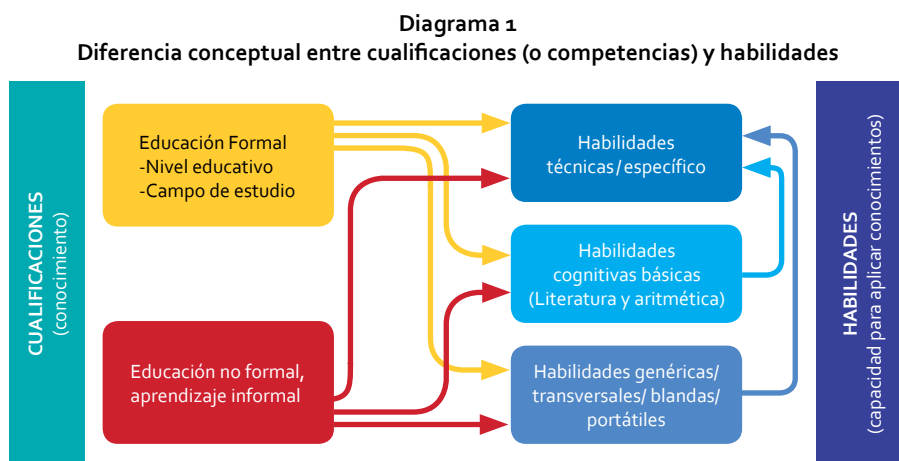 Diagrama 1
Diferencia conceptual entre cualificaciones (o competencias) y habilidades
CUALIFICACIONES
(conocimiento)
Educación Formal
-Nivel educativo
-Campo de estudio
Educación no formal,
aprendizaje informal
Habilidades
técnicas/específico
Habilidades
cognitivas básicas
(Literatura y aritmética)
Habilidades genéricas/
transversales/ blandas/
portátiles
HABILIDADES
(capacidad para aplicar conocimientos)